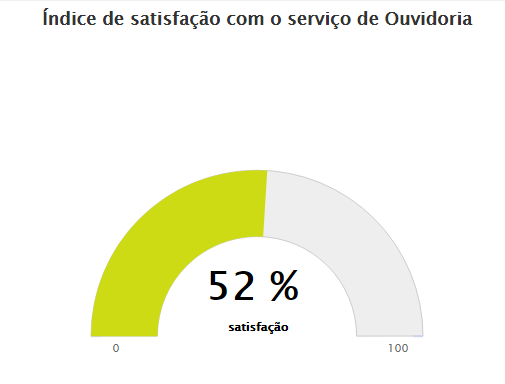 Índice de satisfação com o serviço de Ouvidoria
52 %
satisfação
0
100